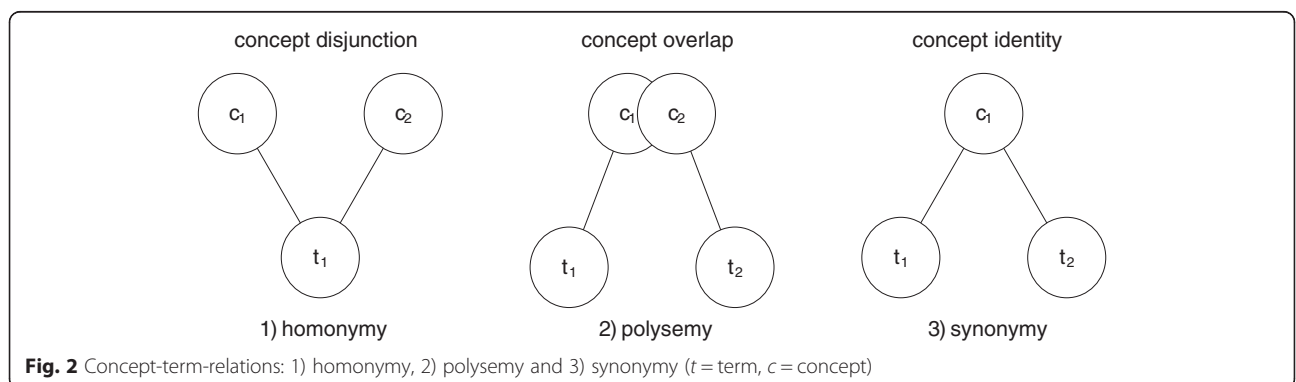 concept disjunction concept overlap concept identity
c₁ c₂ c₁ c₂ c₁
t₁ t₁ t₂ t₁ t₂
1) homonymy 2) polysemy 3) synonymy
Fig. 2 Concept-term-relations: 1) homonymy, 2) polysemy and 3) synonymy (t = term, c = concept)